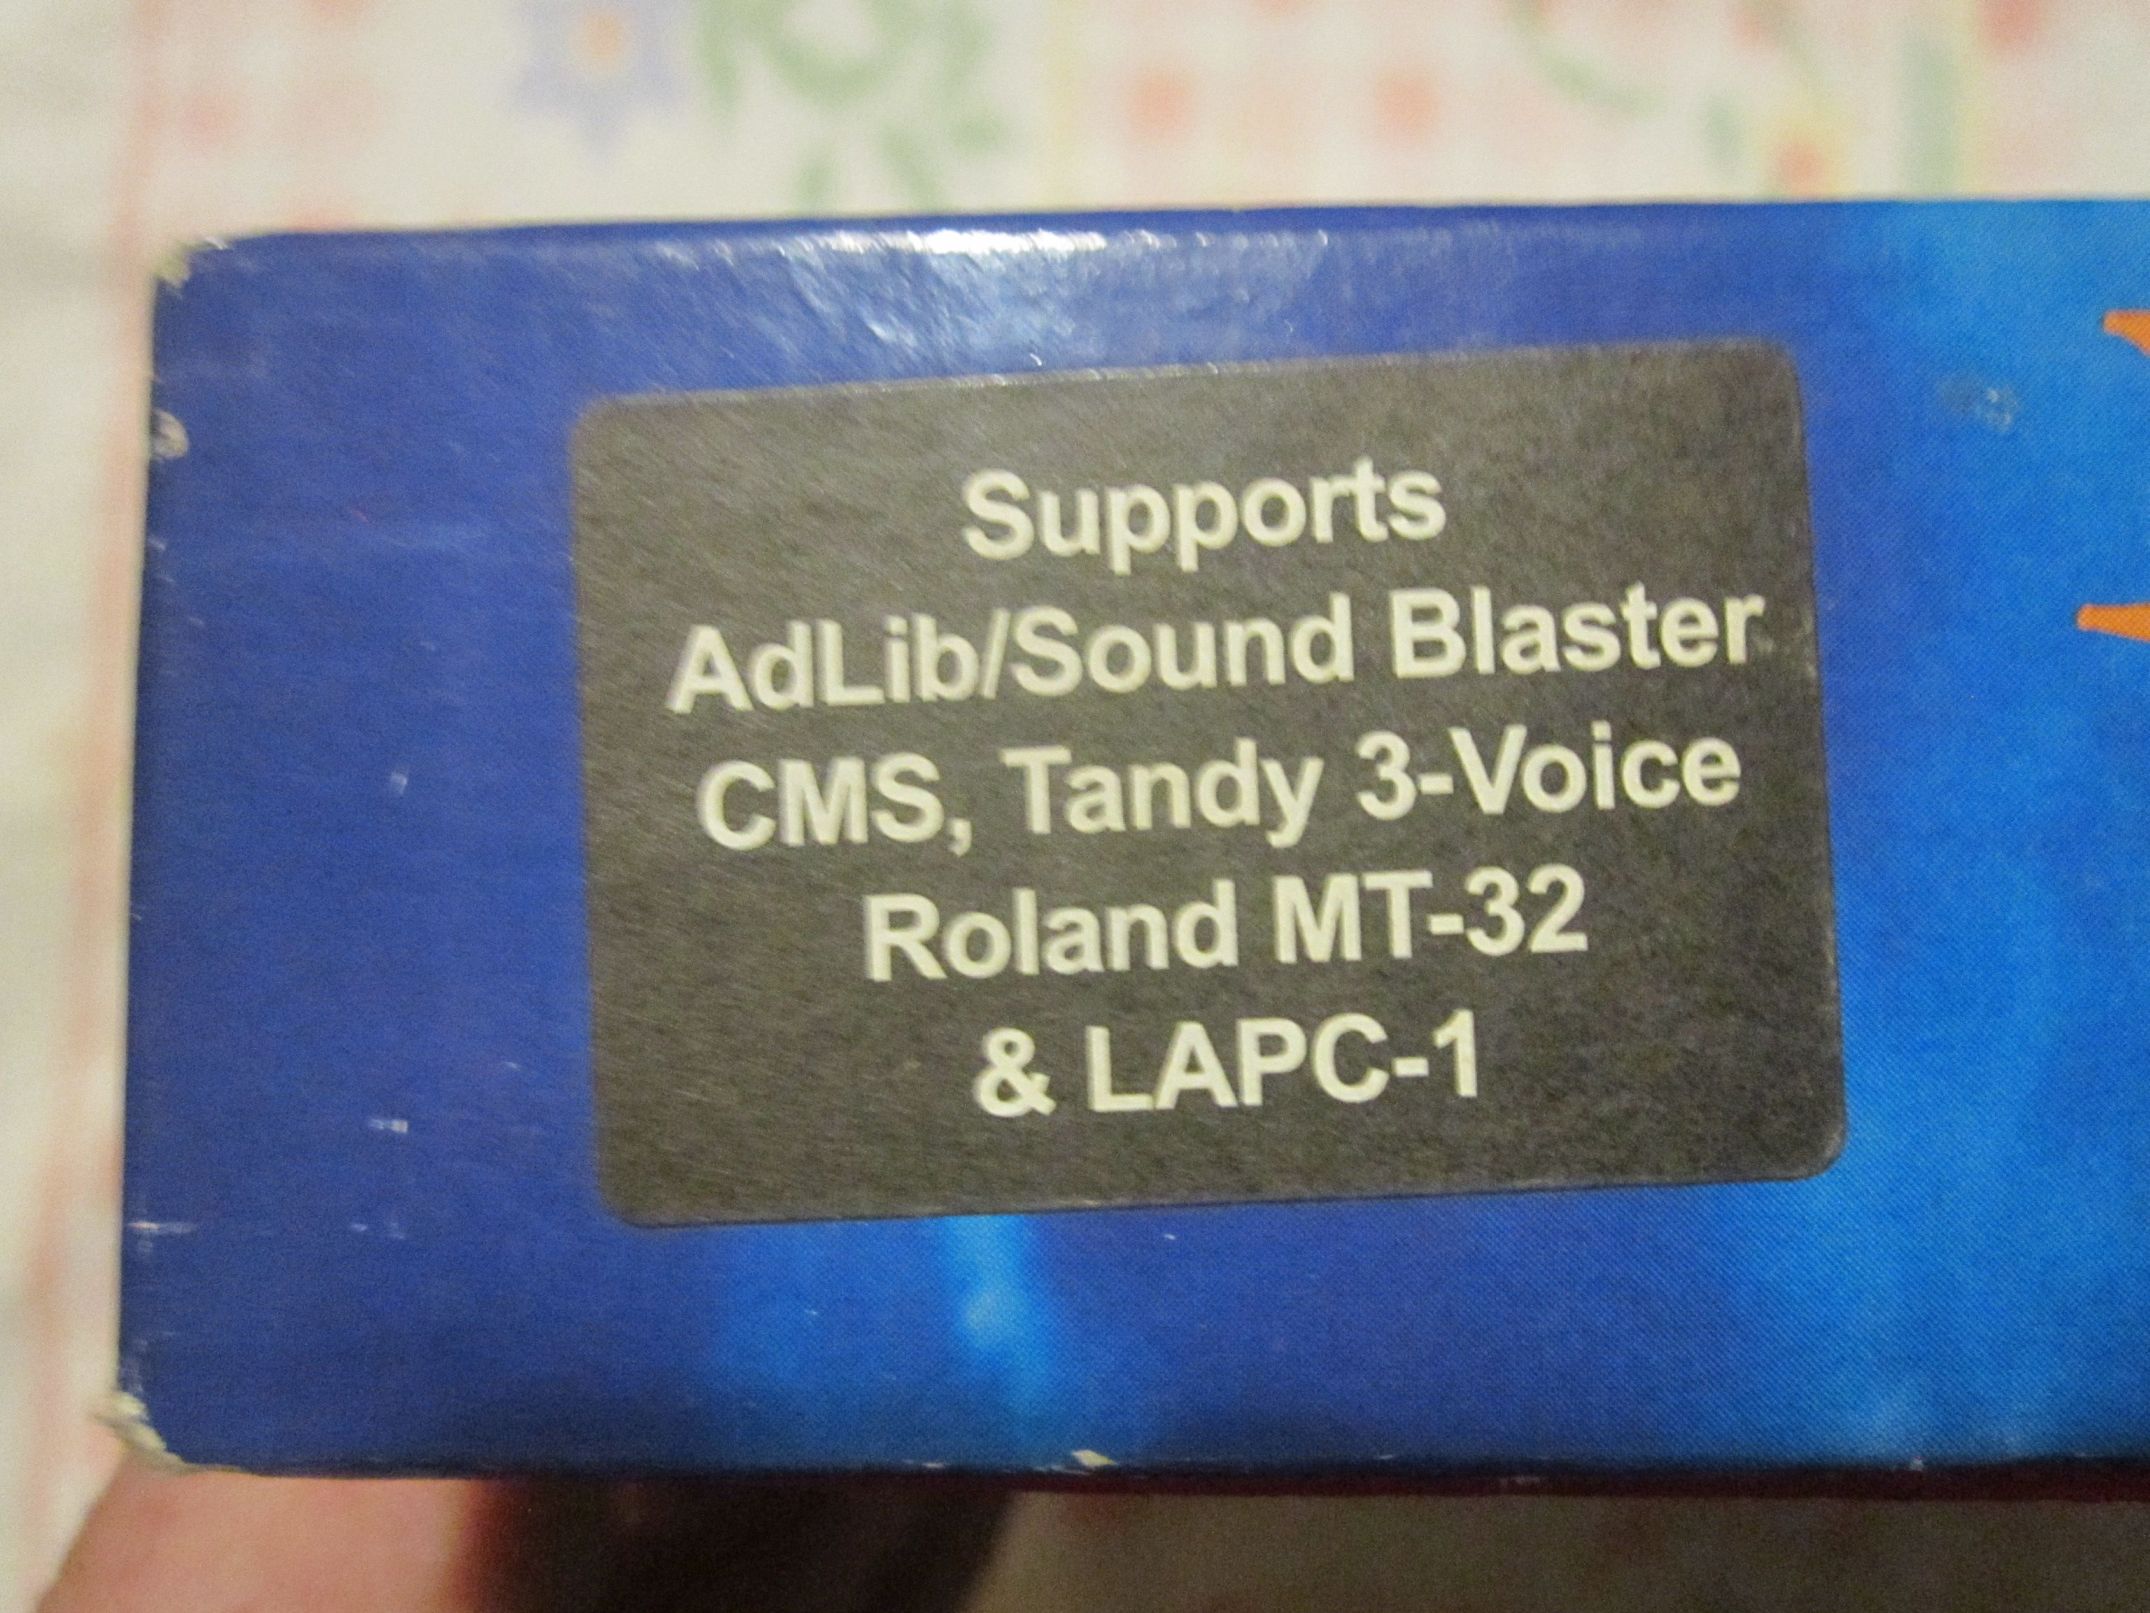 Supports
AdLib/Sound Blaster
CMS, Tandy 3-Voice
Roland MT-32
& LAPC-1